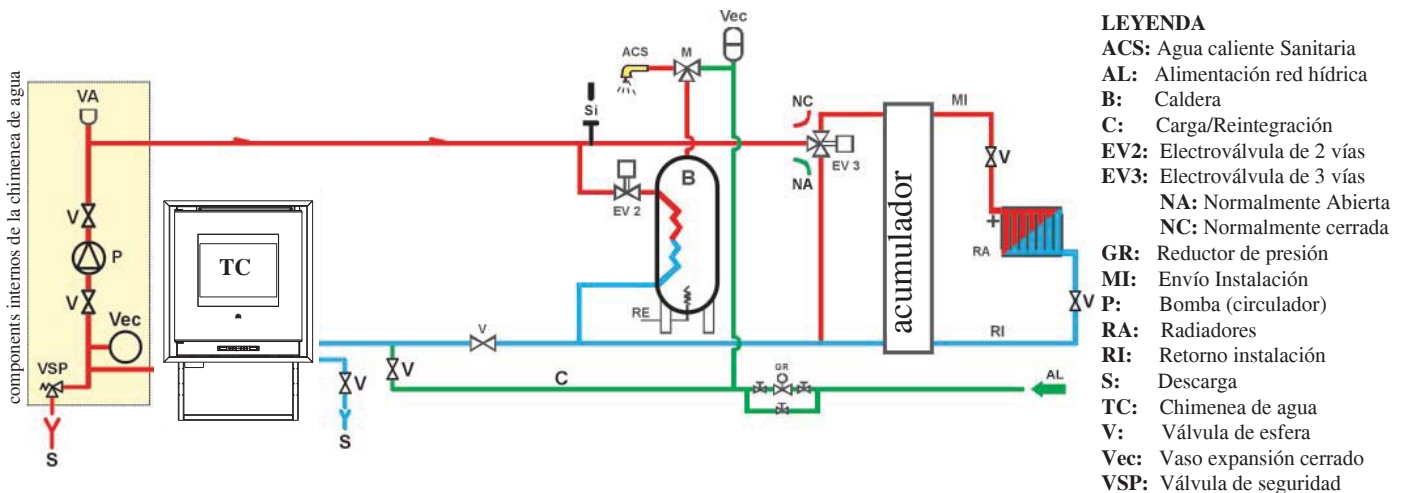 components internos de la chimenea de agua
VA
V
P
V
Vec
VSP
S
TC
V
S
V
C
V
Si
EV 2
ACS
M
Vec
B
RE
NC
NA
EV 3
GR
AL
acumulador
MI
V
RA
+
V
RI
LEYENDA
ACS: Agua caliente Sanitaria
AL: Alimentación red hídrica
B: Caldera
C: Carga/Reintegración
EV2: Electroválvula de 2 vías
EV3: Electroválvula de 3 vías
NA: Normalmente Abierta
NC: Normalmente cerrada
GR: Reductor de presión
MI: Envío Instalación
P: Bomba (circulador)
RA: Radiadores
RI: Retorno instalación
S: Descarga
TC: Chimenea de agua
V: Válvula de esfera
Vec: Vaso expansión cerrado
VSP: Válvula de seguridad